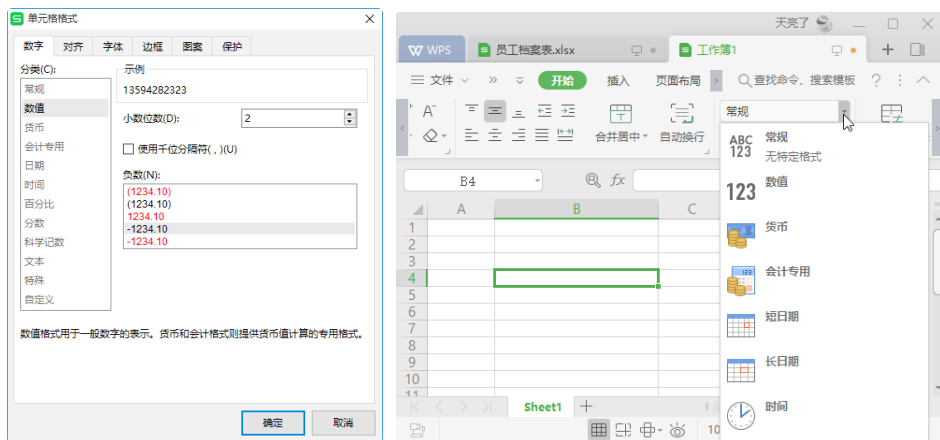 单元格格式
数字 对齐 字体 边框 图案 保护
分类(C):
常规
数值
货币
会计专用
日期
时间
百分比
分数
科学记数
文本
特殊
自定义
示例
13594282323
小数位数(D): 2
使用千位分隔符(,)(U)
负数(N):
(1234.10)
(1234.10)
1234.10
-1234.10
-1234.10
数值格式用于一般数字的表示。货币和会计格式则提供货币值计算的专用格式。
确定 取消
天亮了
WPS 员工档案表.xlsx 工作簿1
文件 开始 插入 页面布局 查找命令、搜索模板
合并居中 自动换行 常规
B4 fx
A B C
1
2
3
4
5
6
7
8
9
10
11
ABC
123
常规
无特定格式
123 数值
货币
会计专用
短日期
长日期
时间
Sheet1
10